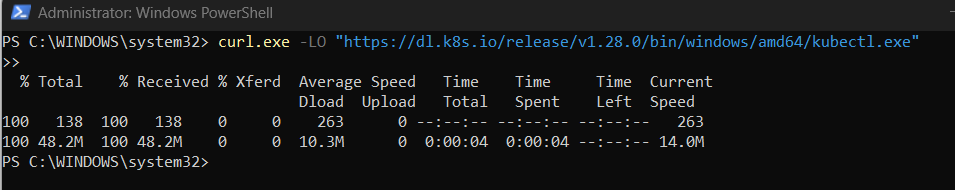 Administrator: Windows PowerShell
PS C:\WINDOWS\system32> curl.exe -LO "https://dl.k8s.io/release/v1.28.0/bin/windows/amd64/kubectl.exe"
>>
  % Total    % Received % Xferd  Average Speed   Time    Time     Time  Current
                                 Dload  Upload   Total   Spent    Left  Speed
100   138  100   138    0     0    263      0 --:--:-- --:--:-- --:--:--   263
100 48.2M  100 48.2M    0     0  10.3M      0  0:00:04  0:00:04 --:--:-- 14.0M
PS C:\WINDOWS\system32>